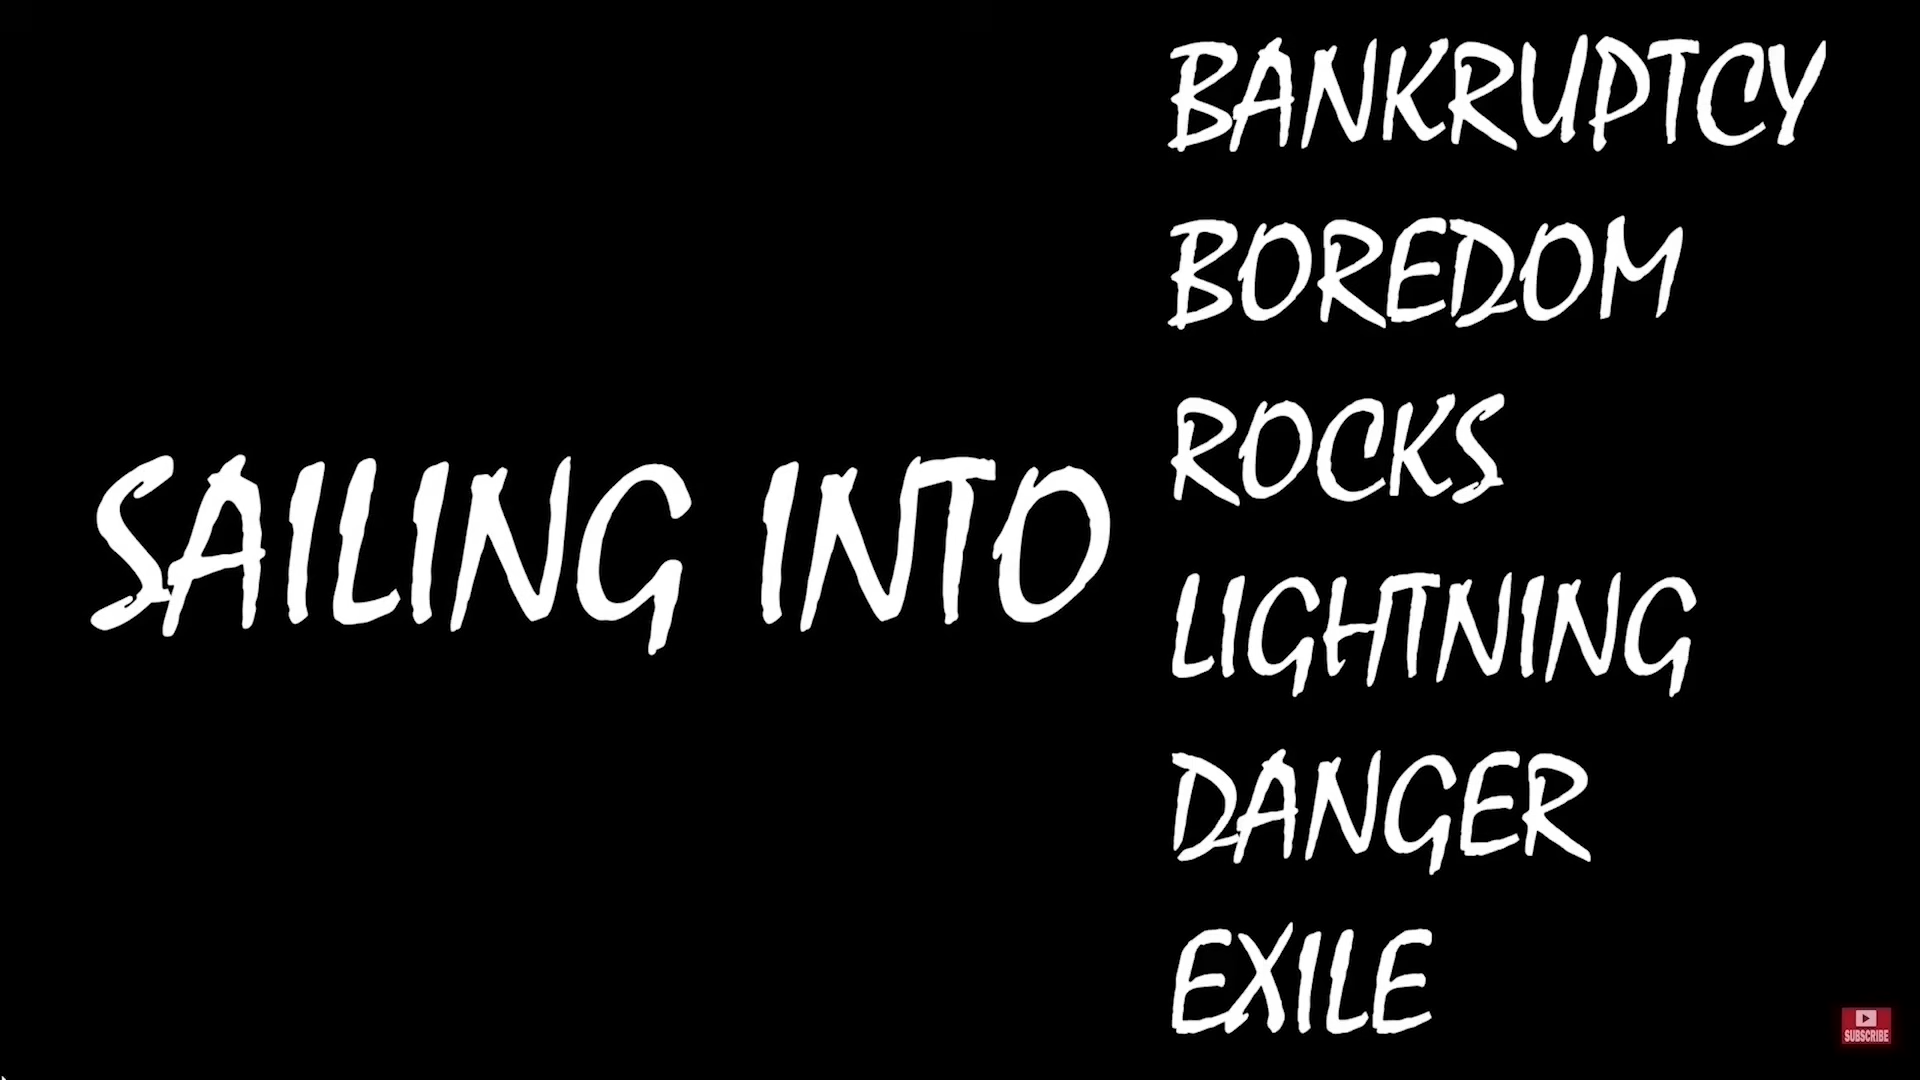 SAILING INTO
BANKRUPTCY
BOREDOM
ROCKS
LIGHTNING
DANGER
EXILE
SUBSCRIBE